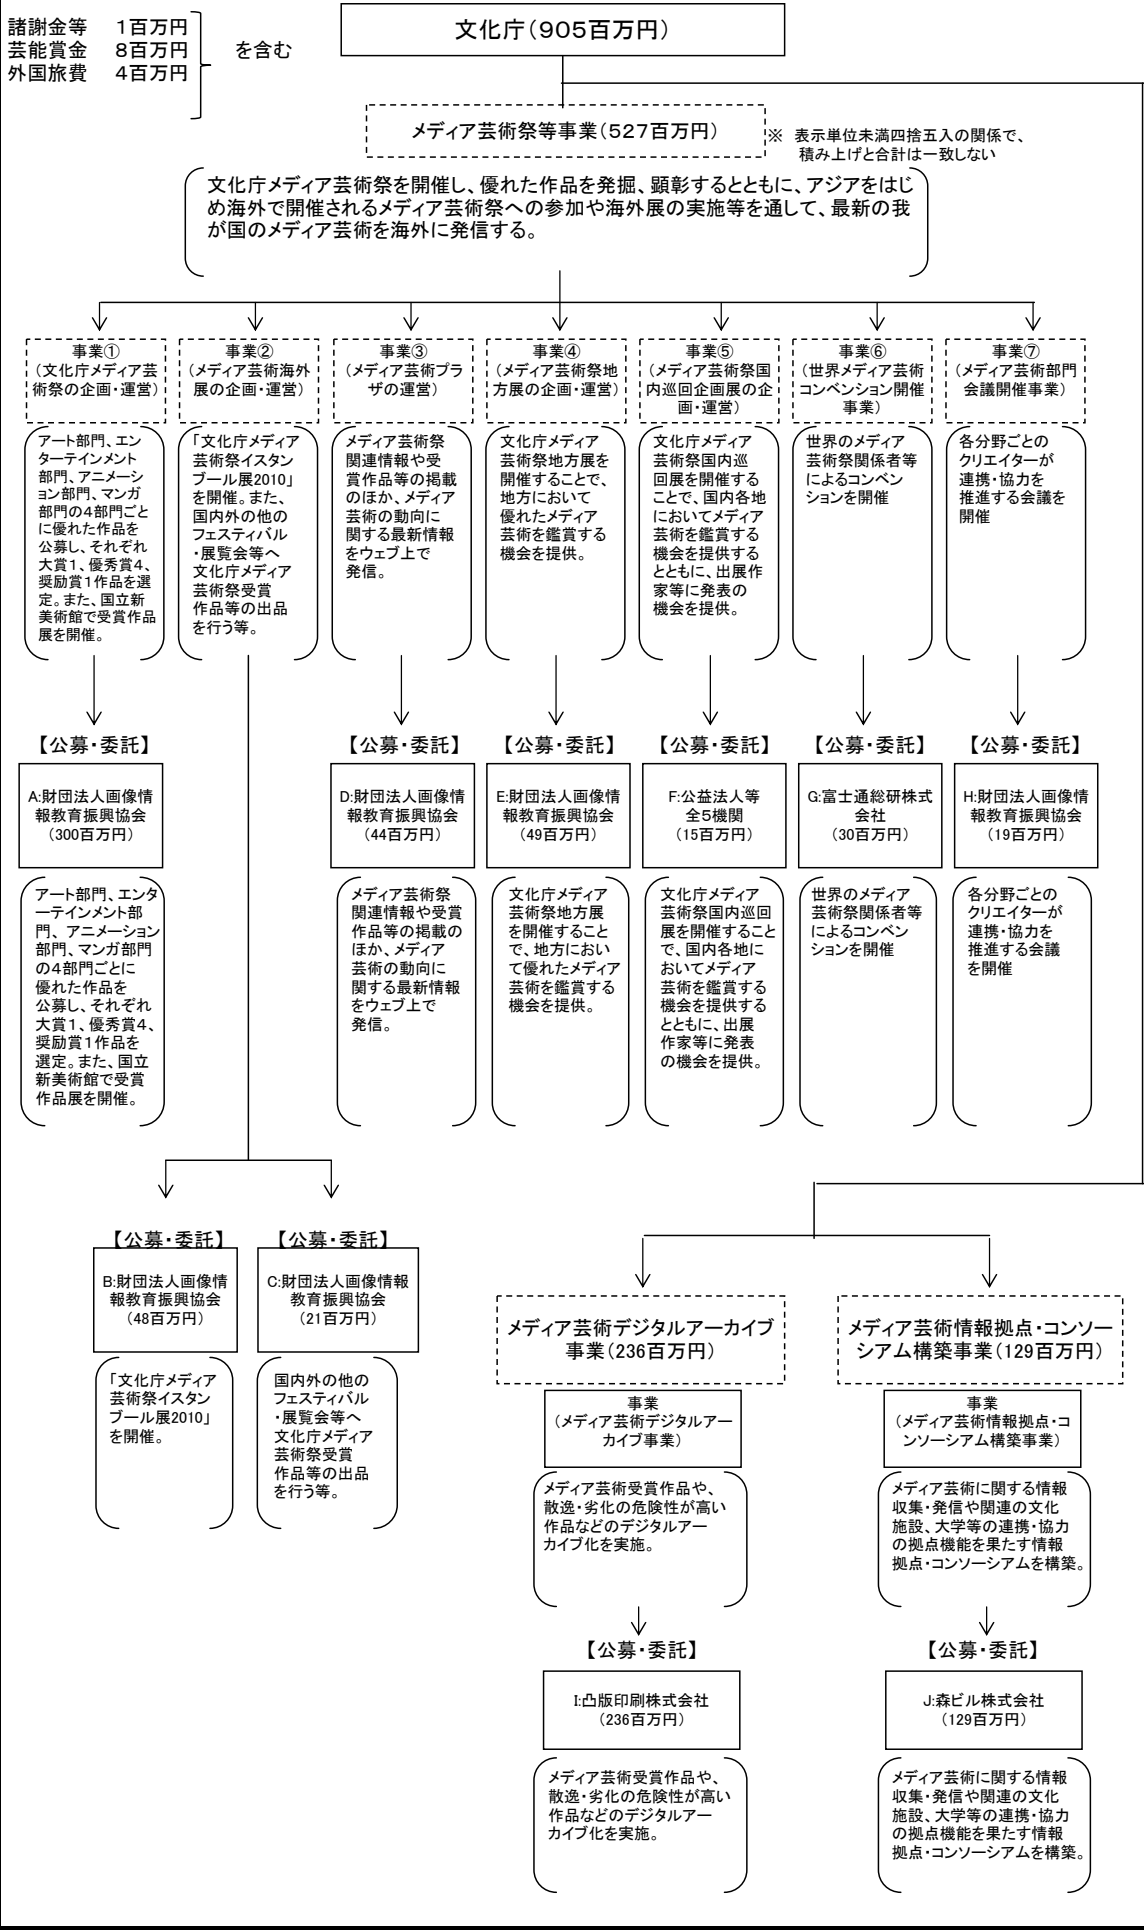 諸謝金等 1百万円
芸能賞金 8百万円
外国旅費 4百万円
を含む
文化庁(905百万円)
メディア芸術祭等事業(527百万円)
※ 表示単位未満四捨五入の関係で、
積み上げと合計は一致しない
文化庁メディア芸術祭を開催し、優れた作品を発掘、顕彰するとともに、アジアをはじ
め海外で開催されるメディア芸術祭への参加や海外展の実施等を通して、最新の我
が国のメディア芸術を海外に発信する。
事業①
(文化庁メディア芸
術祭の企画・運営)
アート部門、エン
ターテインメント
部門、アニメーシ
ョン部門、マンガ
部門の4部門ごと
に優れた作品を
公募し、それぞれ
大賞1、優秀賞4、
奨励賞1作品を選
定。また、国立新
美術館で受賞作品
展を開催。
事業②
(メディア芸術海外
展の企画・運営)
「文化庁メディア
芸術祭イスタン
ブール展2010」
を開催。また、
国内外の他の
フェスティバル
・展覧会等へ
文化庁メディア
芸術祭受賞
作品等の出品
を行う等。
事業③
(メディア芸術プラ
ザの運営)
メディア芸術祭
関連情報や受
賞作品等の掲載
のほか、メディア
芸術の動向に
関する最新情報
をウェブ上で
発信。
事業④
(メディア芸術祭地
方展の企画・運営)
文化庁メディア
芸術祭地方展を
開催することで、
地方において
優れたメディア
芸術を鑑賞する
機会を提供。
事業⑤
(メディア芸術祭国
内巡回企画展の企
画・運営)
文化庁メディア
芸術祭国内巡
回展を開催する
ことで、国内各地
においてメディア
芸術を鑑賞する
機会を提供する
とともに、出展作
家等に発表の
機会を提供。
事業⑥
(世界メディア芸術
コンベンション開催
事業)
世界のメディア
芸術祭関係者等
によるコンベン
ションを開催
事業⑦
(メディア芸術部門
会議開催事業)
各分野ごとの
クリエイターが
連携・協力を
推進する会議を
開催
【公募・委託】
A:財団法人画像情
報教育振興協会
(300百万円)
アート部門、エンタ
ーテインメント部
門、アニメーション
部門、マンガ部門
の4部門ごとに
優れた作品を
公募し、それぞれ
大賞1、優秀賞4、
奨励賞1作品を
選定。また、国立
新美術館で受賞
作品展を開催。
【公募・委託】
D:財団法人画像情
報教育振興協会
(44百万円)
メディア芸術祭
関連情報や受賞
作品等の掲載の
ほか、メディア
芸術の動向に
関する最新情報
をウェブ上で
発信。
【公募・委託】
E:財団法人画像情
報教育振興協会
(49百万円)
文化庁メディア
芸術祭地方展
を開催すること
で、地方におい
て優れたメディア
芸術を鑑賞する
機会を提供。
【公募・委託】
F:公益法人等
全5機関
(15百万円)
文化庁メディア
芸術祭国内巡回
展を開催すること
で、国内各地に
おいてメディア
芸術を鑑賞する
機会を提供する
とともに、出展
作家等に発表
の機会を提供。
【公募・委託】
G:富士通総研株式
会社
(30百万円)
世界のメディア
芸術祭関係者等
によるコンベン
ションを開催
【公募・委託】
H:財団法人画像情
報教育振興協会
(19百万円)
各分野ごとの
クリエイターが
連携・協力を
推進する会議
を開催
【公募・委託】
B:財団法人画像情
報教育振興協会
(48百万円)
「文化庁メディア
芸術祭イスタン
ブール展2010」
を開催。
【公募・委託】
C:財団法人画像情報
教育振興協会
(21百万円)
国内外の他の
フェスティバル
・展覧会等へ
文化庁メディア
芸術祭受賞
作品等の出品
を行う等。
メディア芸術デジタルアーカイブ
事業(236百万円)
事業
(メディア芸術デジタルアー
カイブ事業)
メディア芸術受賞作品や、
散逸・劣化の危険性が高い
作品などのデジタルアー
カイブ化を実施。
【公募・委託】
I:凸版印刷株式会社
(236百万円)
メディア芸術受賞作品や、
散逸・劣化の危険性が高い
作品などのデジタルアー
カイブ化を実施。
メディア芸術情報拠点・コンソー
シアム構築事業(129百万円)
事業
(メディア芸術情報拠点・コ
ンソーシアム構築事業)
メディア芸術に関する情報
収集・発信や関連の文化
施設、大学等の連携・協力
の拠点機能を果たす情報
拠点・コンソーシアムを構築。
【公募・委託】
J:森ビル株式会社
(129百万円)
メディア芸術に関する情報
収集・発信や関連の文化
施設、大学等の連携・協力
の拠点機能を果たす情報
拠点・コンソーシアムを構築。